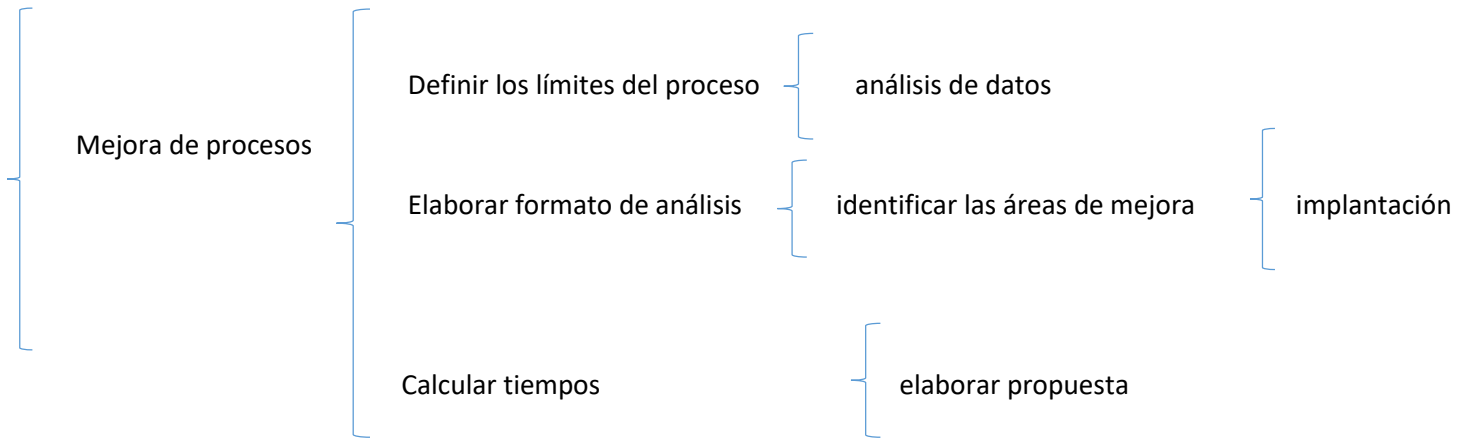 Mejora de procesos
Definir los límites del proceso
análisis de datos
Elaborar formato de análisis
identificar las áreas de mejora
implantación
Calcular tiempos
elaborar propuesta